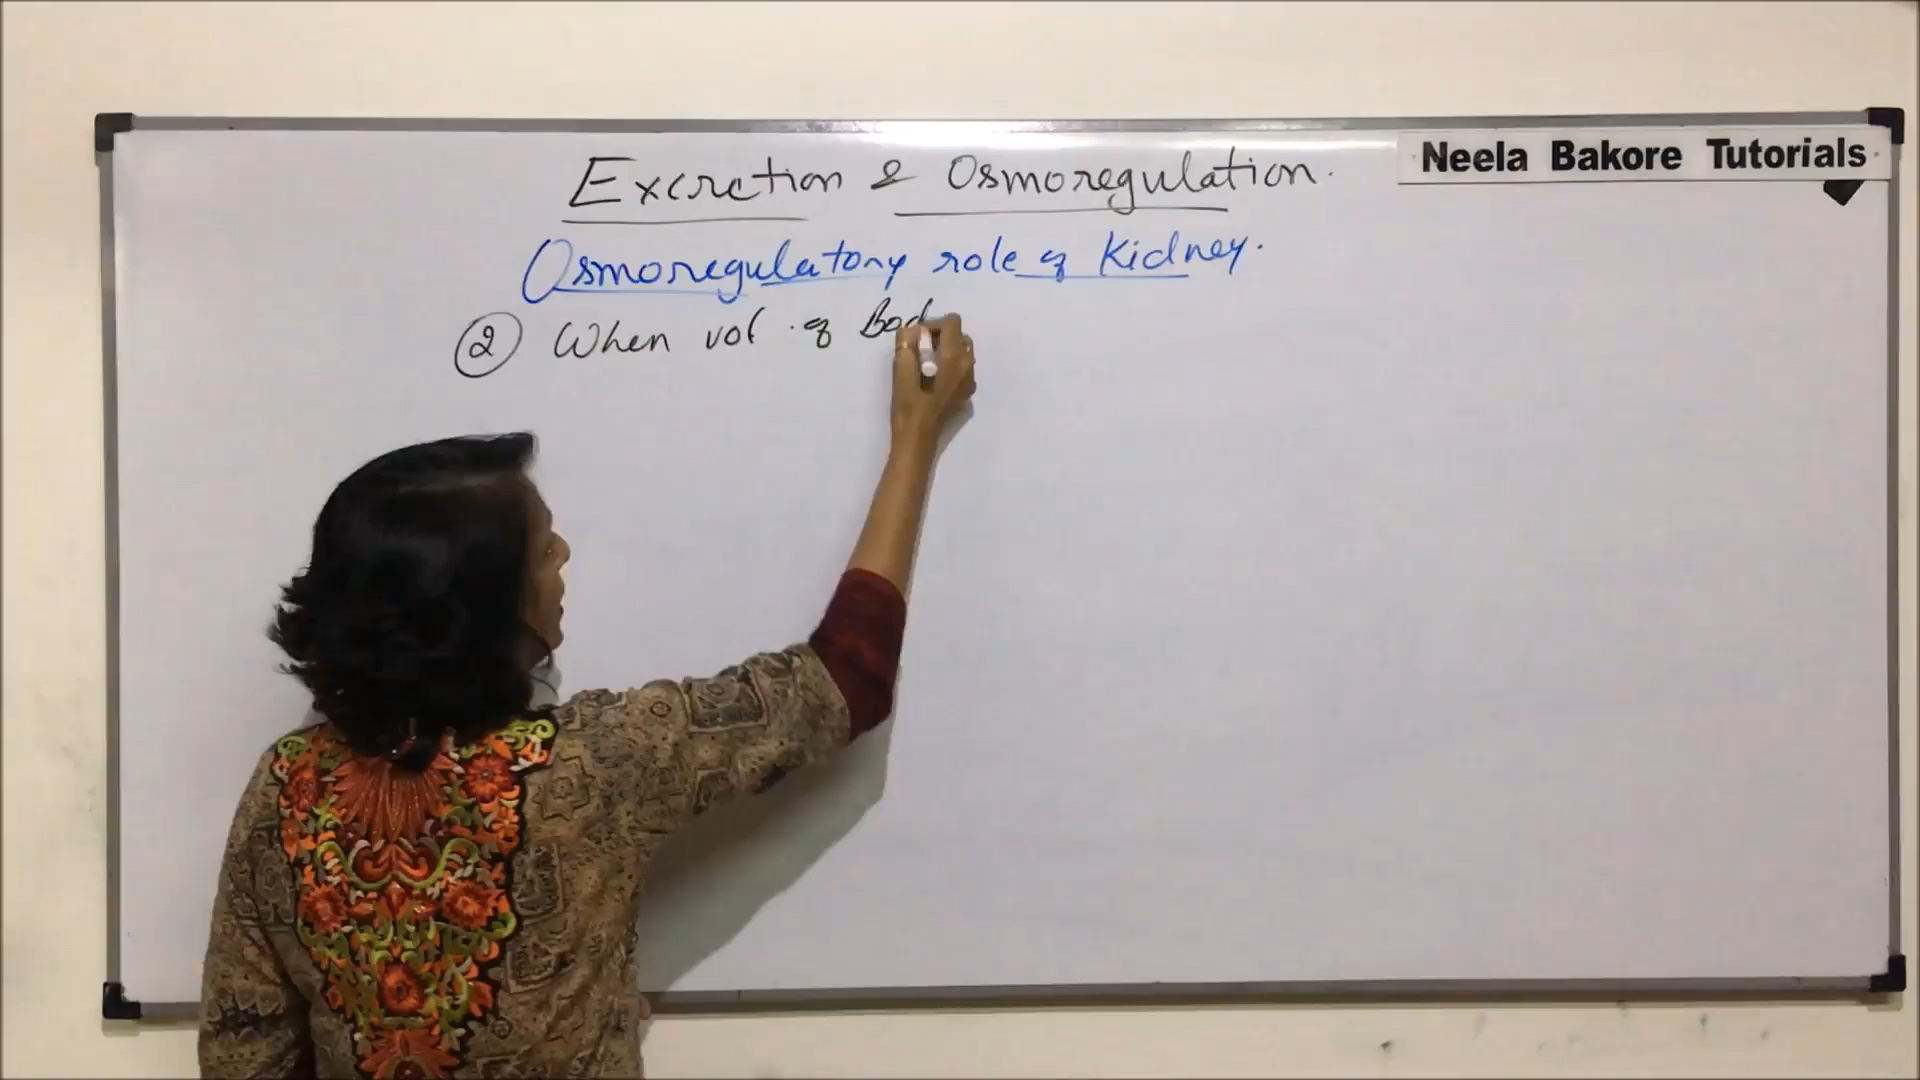 Neela Bakore Tutorials
Excretion & Osmoregulation.
Osmoregulatory role of Kidney.
② When vol. of Bod